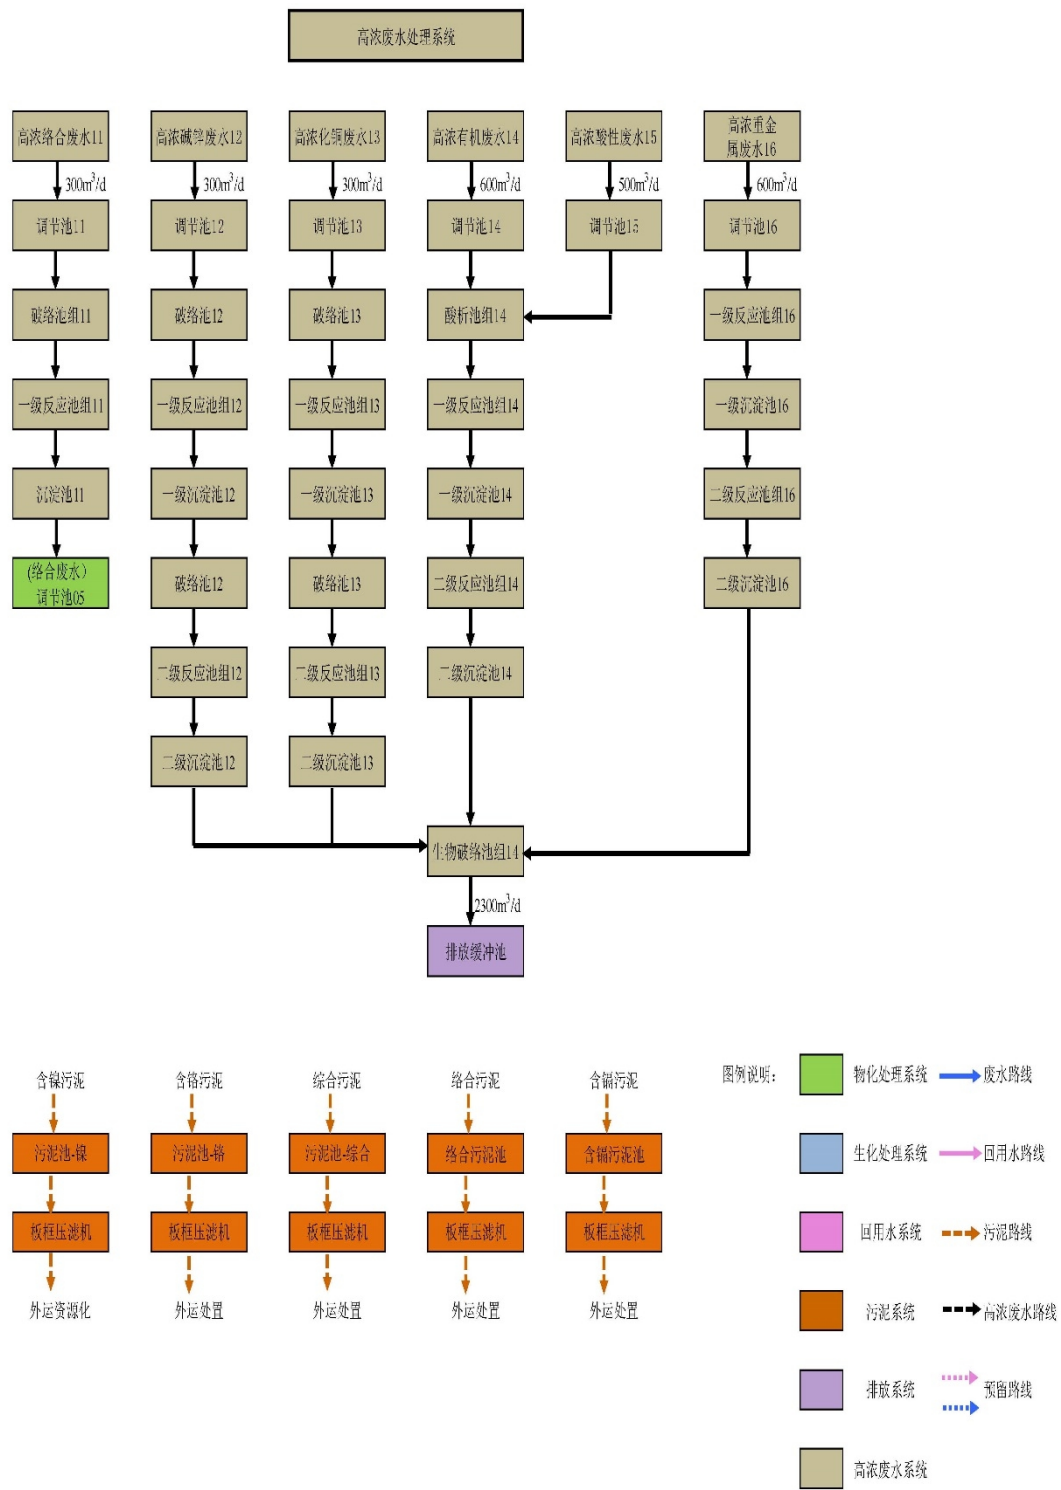 高浓废水处理系统
高浓络合废水11
高浓碱锌废水12
高浓化铜废水13
高浓有机废水14
高浓酸性废水15
高浓重金
属废水16
300m³/d
300m³/d
300m³/d
600m³/d
500m³/d
600m³/d
调节池11
调节池12
调节池13
调节池14
调节池15
调节池16
破络池组11
破络池12
破络池13
酸析池组14
一级反应池组16
一级反应池组11
一级反应池组12
一级反应池组13
一级反应池组14
一级沉淀池16
沉淀池11
一级沉淀池12
一级沉淀池13
一级沉淀池14
二级反应池组16
(络合废水）
调节池05
破络池12
破络池13
二级反应池组14
二级沉淀池16
二级反应池组12
二级反应池组13
二级沉淀池14
二级沉淀池12
二级沉淀池13
生物破络池组14
2300m³/d
排放缓冲池
含镍污泥
含铬污泥
综合污泥
络合污泥
含镉污泥
污泥池-镍
污泥池-铬
污泥池-综合
络合污泥池
含镉污泥池
板框压滤机
板框压滤机
板框压滤机
板框压滤机
板框压滤机
外运资源化
外运处置
外运处置
外运处置
外运处置
图例说明：
物化处理系统
废水路线
生化处理系统
回用水路线
回用水系统
污泥路线
污泥系统
高浓废水路线
排放系统
预留路线
高浓废水系统